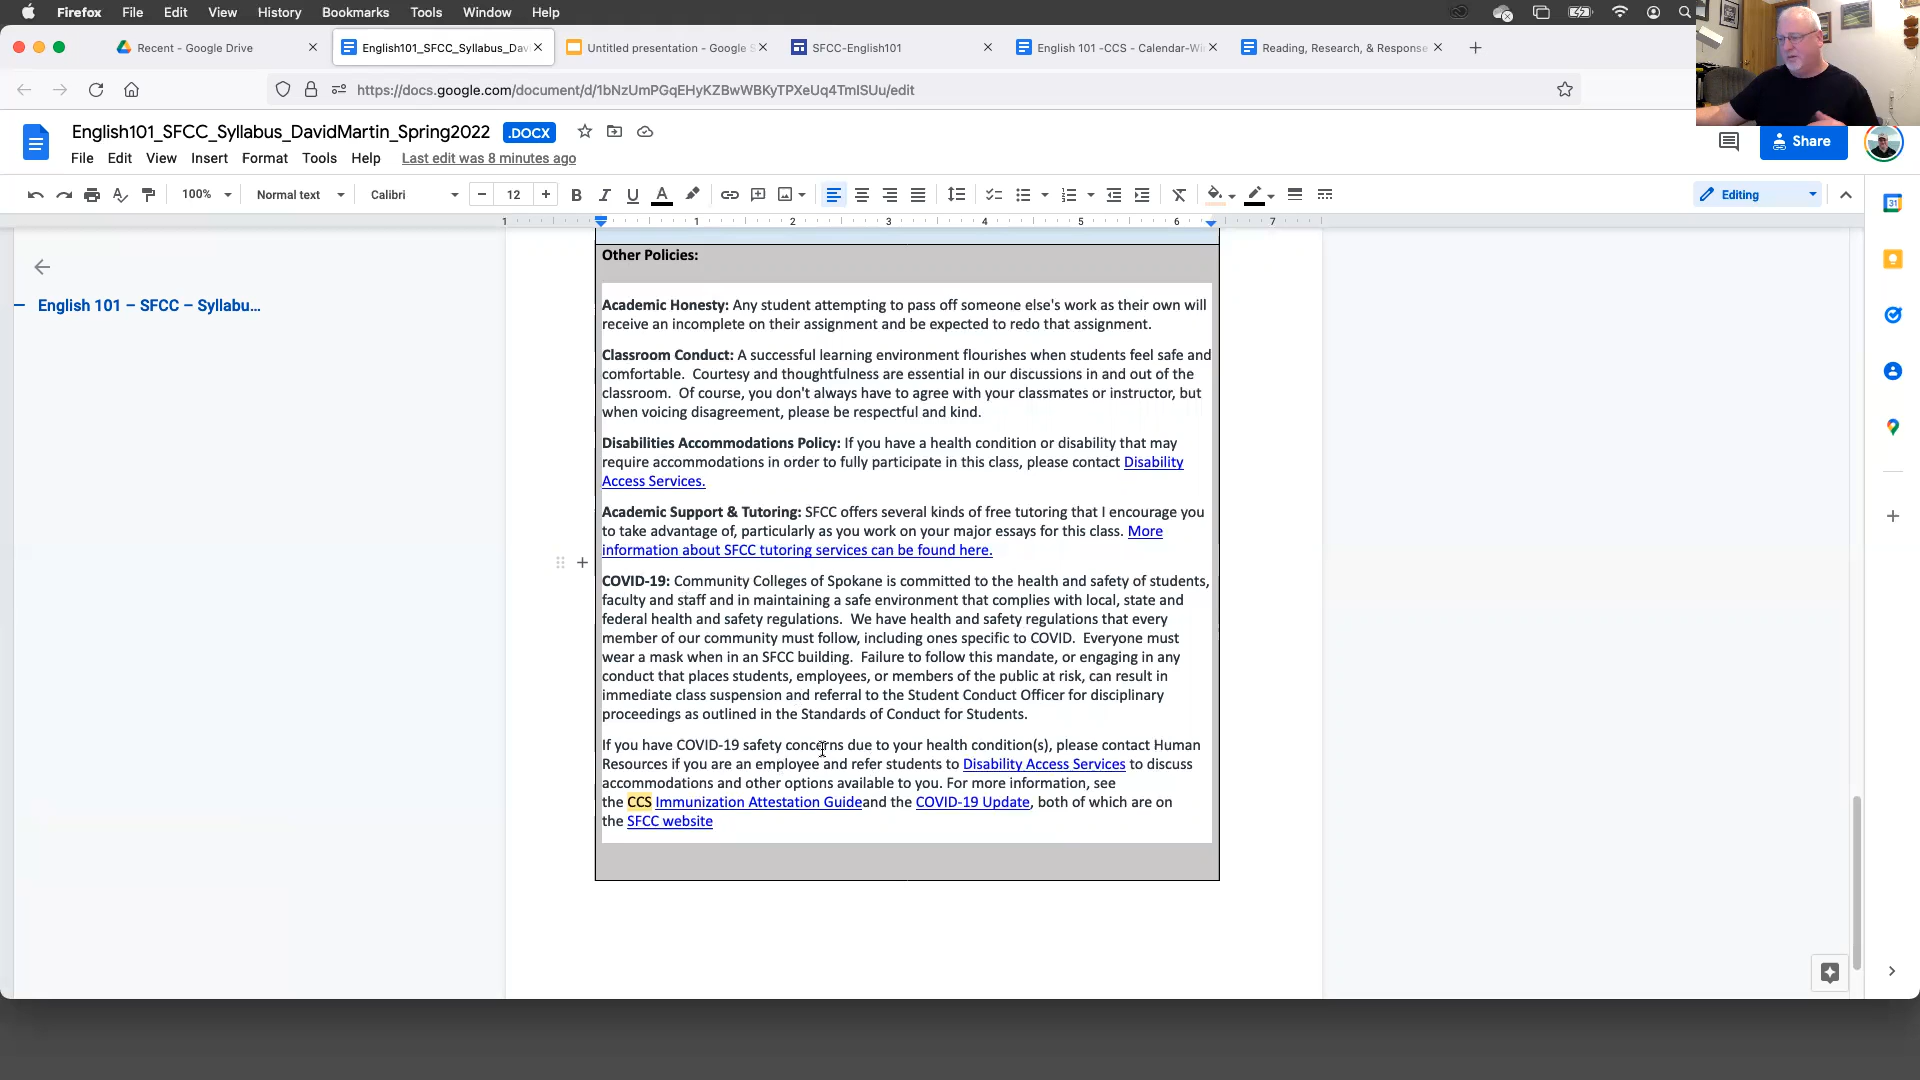 Firefox File Edit View History Bookmarks Tools Window Help
Recent - Google Drive English101_SFCC_Syllabus_Dav Untitled presentation - Google S SFCC-English101 English 101 -CCS - Calendar-Wi Reading, Research, & Response
https://docs.google.com/document/d/1bNzUmPGqEHyKZBwWBKyTPXeUq4TmISUu/edit
English101_SFCC_Syllabus_DavidMartin_Spring2022 .DOCX
Share
File Edit View Insert Format Tools Help Last edit was 8 minutes ago
100% Normal text Calibri 12 B I U A Editing
1 1 2 3 4 5 6 7
31
English 101 – SFCC – Syllabu...
Other Policies:
Academic Honesty: Any student attempting to pass off someone else's work as their own will
receive an incomplete on their assignment and be expected to redo that assignment.
Classroom Conduct: A successful learning environment flourishes when students feel safe and
comfortable.  Courtesy and thoughtfulness are essential in our discussions in and out of the
classroom.  Of course, you don't always have to agree with your classmates or instructor, but
when voicing disagreement, please be respectful and kind.
Disabilities Accommodations Policy: If you have a health condition or disability that may
require accommodations in order to fully participate in this class, please contact Disability
Access Services.
Academic Support & Tutoring: SFCC offers several kinds of free tutoring that I encourage you
to take advantage of, particularly as you work on your major essays for this class. More
information about SFCC tutoring services can be found here.
COVID-19: Community Colleges of Spokane is committed to the health and safety of students,
faculty and staff and in maintaining a safe environment that complies with local, state and
federal health and safety regulations.  We have health and safety regulations that every
member of our community must follow, including ones specific to COVID.  Everyone must
wear a mask when in an SFCC building.  Failure to follow this mandate, or engaging in any
conduct that places students, employees, or members of the public at risk, can result in
immediate class suspension and referral to the Student Conduct Officer for disciplinary
proceedings as outlined in the Standards of Conduct for Students.
If you have COVID-19 safety concerns due to your health condition(s), please contact Human
Resources if you are an employee and refer students to Disability Access Services to discuss
accommodations and other options available to you. For more information, see
the CCS Immunization Attestation Guideand the COVID-19 Update, both of which are on
the SFCC website